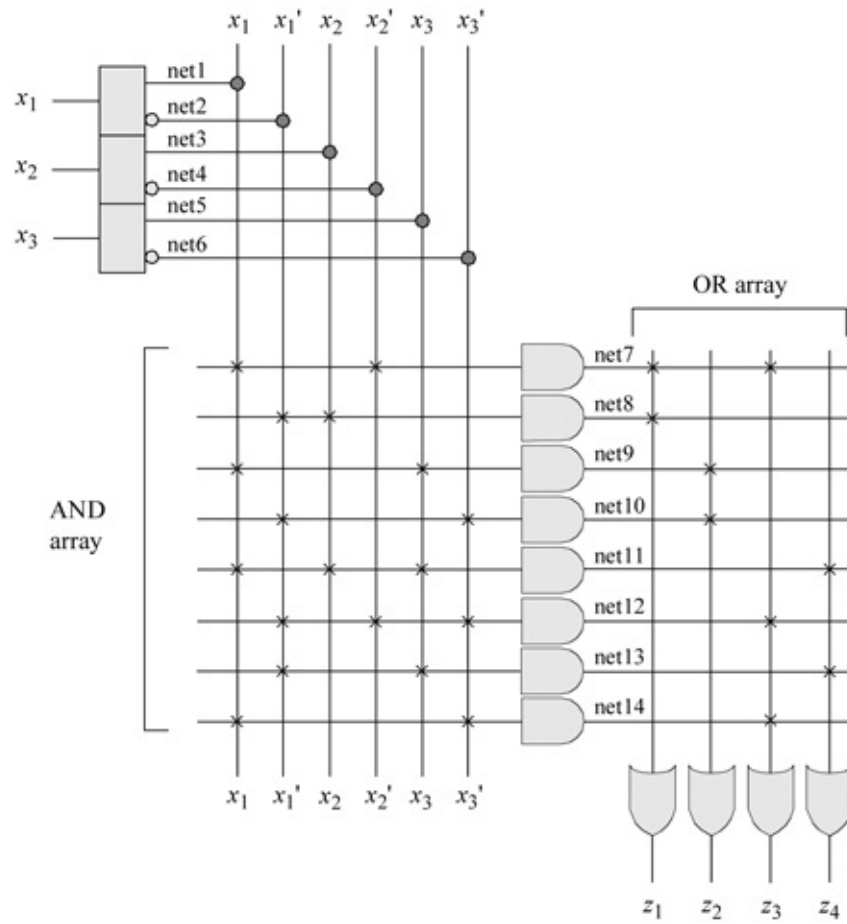 x1 x1' x2 x2' x3 x3'
net1
x1
net2
net3
x2
net4
net5
x3
net6
OR array
net7
net8
net9
AND
array
net10
net11
net12
net13
net14
x1 x1' x2 x2' x3 x3'
z1 z2 z3 z4